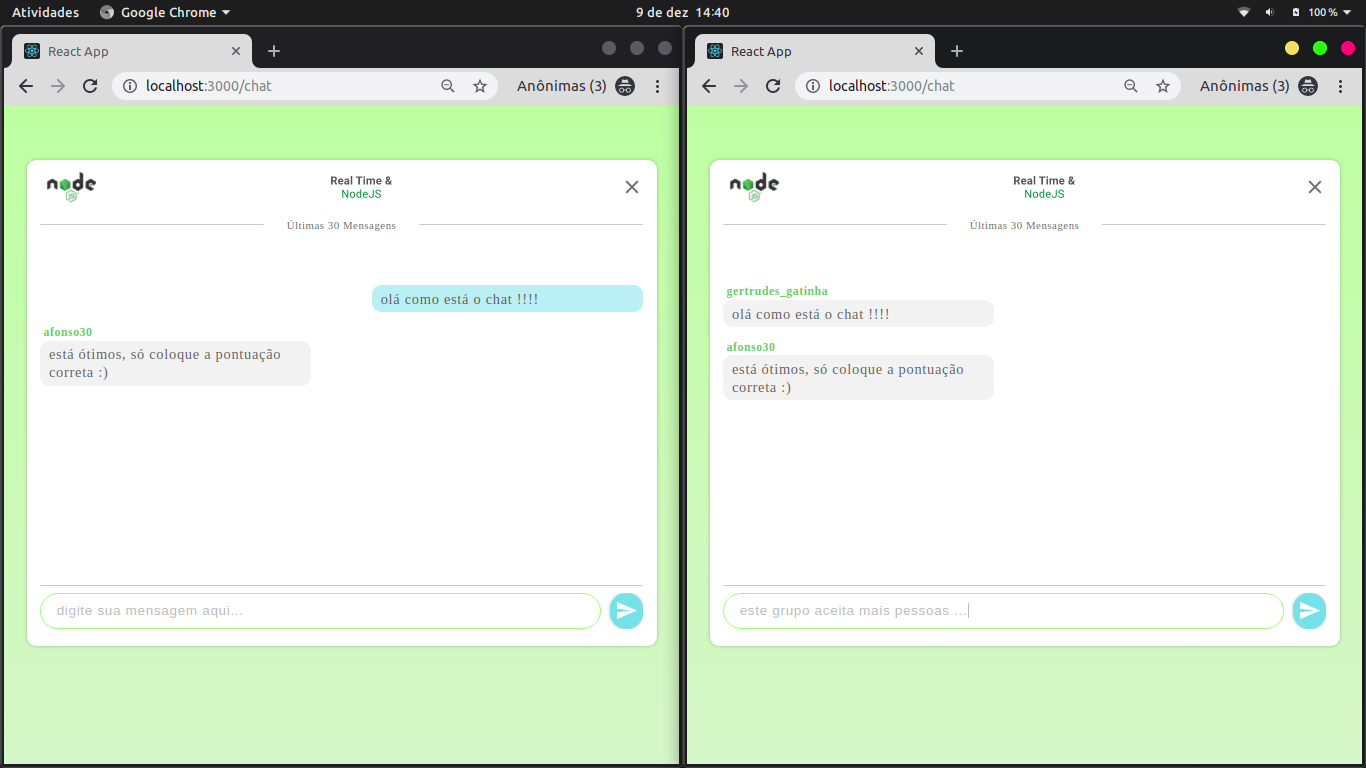 Atividades
Google Chrome
9 de dez 14:40
100%
React App
localhost:3000/chat
Anônimas (3)
node
JS
Real Time &
NodeJS
Últimas 30 Mensagens
olá como está o chat !!!!
afonso30
está ótimos, só coloque a pontuação
correta :)
digite sua mensagem aqui...
React App
localhost:3000/chat
Anônimas (3)
node
JS
Real Time &
NodeJS
Últimas 30 Mensagens
gertrudes_gatinha
olá como está o chat !!!!
afonso30
está ótimos, só coloque a pontuação
correta :)
este grupo aceita mais pessoas ...